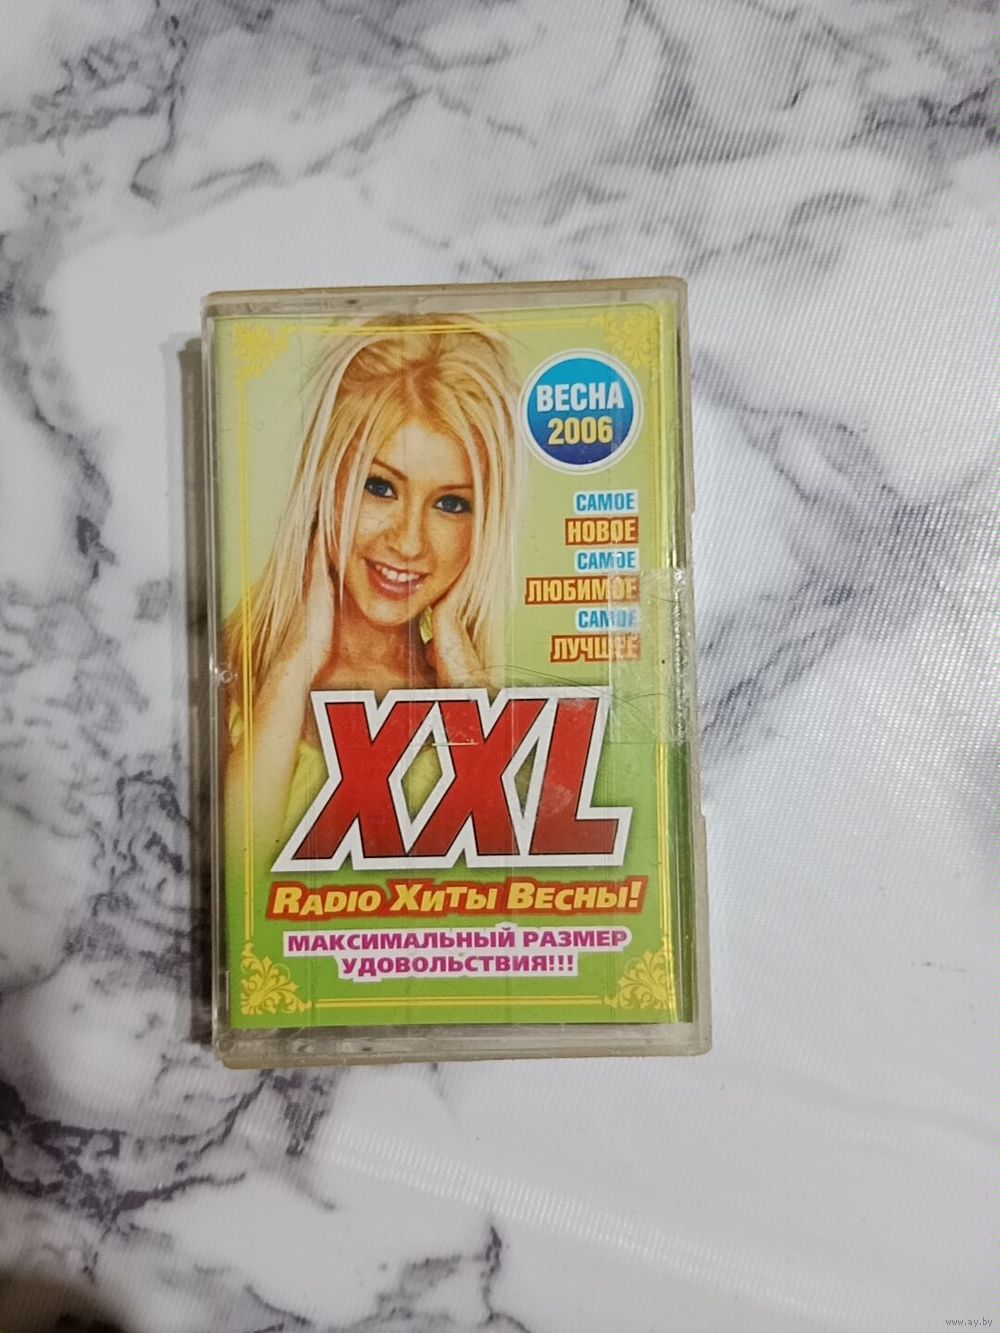 ВЕСНА
2006
САМОЕ
НОВОЕ
САМОЕ
ЛЮБИМОЕ
САМОЕ
ЛУЧШЕЕ
XXL
RADIO ХИТЫ ВЕСНЫ!
МАКСИМАЛЬНЫЙ РАЗМЕР
УДОВОЛЬСТВИЯ!!!
www.ay.by